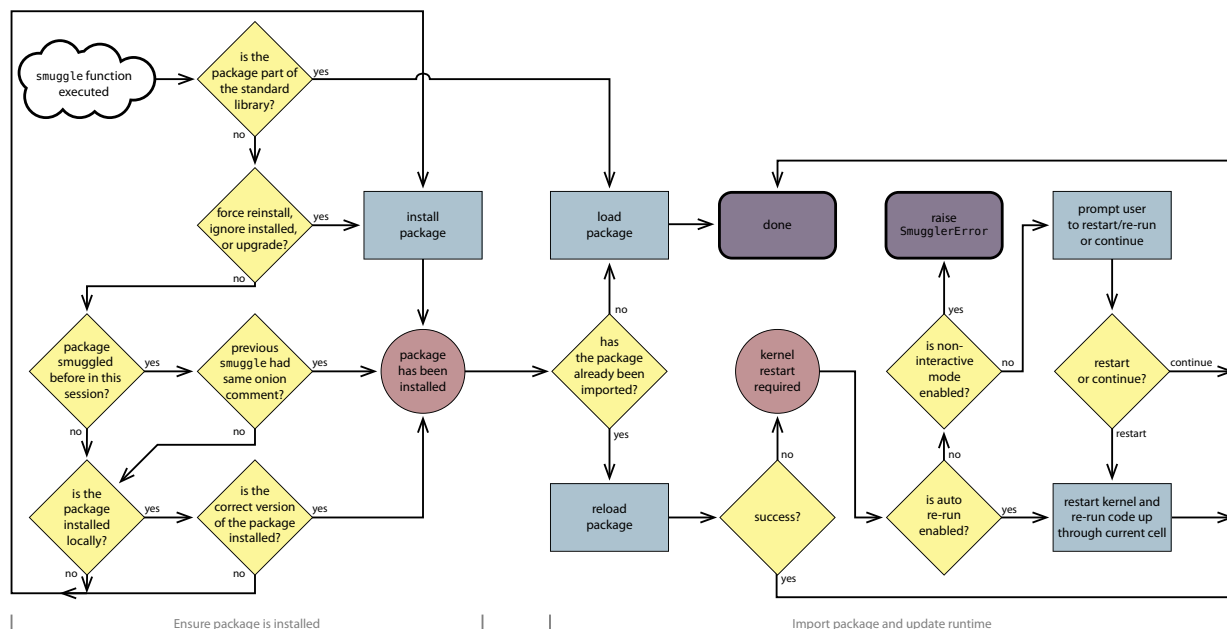 smuggle function
executed
is the
package part of
the standard
library?
yes
no
force reinstall,
ignore installed,
or upgrade?
yes
no
install
package
load
package
done
raise
SmugglerError
prompt user
to restart/re-run
or continue
package
smuggled
before in this
session?
yes
no
previous
smuggle had
same onion
comment?
yes
no
package
has been
installed
has
the package
already been
imported?
no
yes
kernel
restart
required
is non-
interactive
mode
enabled?
yes
no
restart
or continue?
continue
restart
is the
package
installed
locally?
yes
no
is the
correct version
of the package
installed?
yes
no
reload
package
success?
no
yes
is auto
re-run
enabled?
no
yes
restart kernel and
re-run code up
through current cell
Ensure package is installed
Import package and update runtime